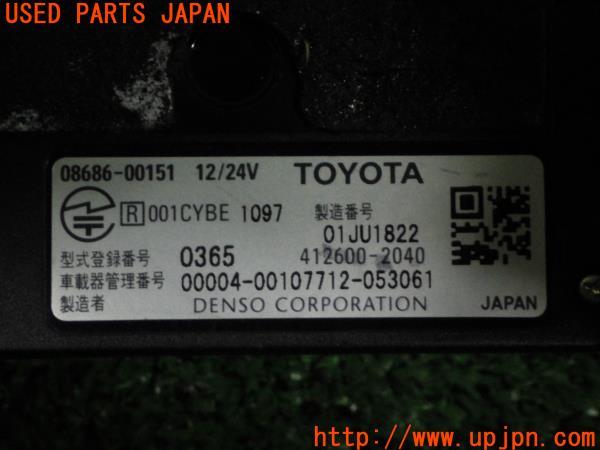 USED PARTS JAPAN
08686-00151 12/24V TOYOTA
R 001CYBE 1097 製造番号
01JU1822
型式登録番号 0365 412600-2040
車載器管理番号 00004-00107712-053061
製造者 DENSO CORPORATION JAPAN
UPJ
http://www.upjpn.com